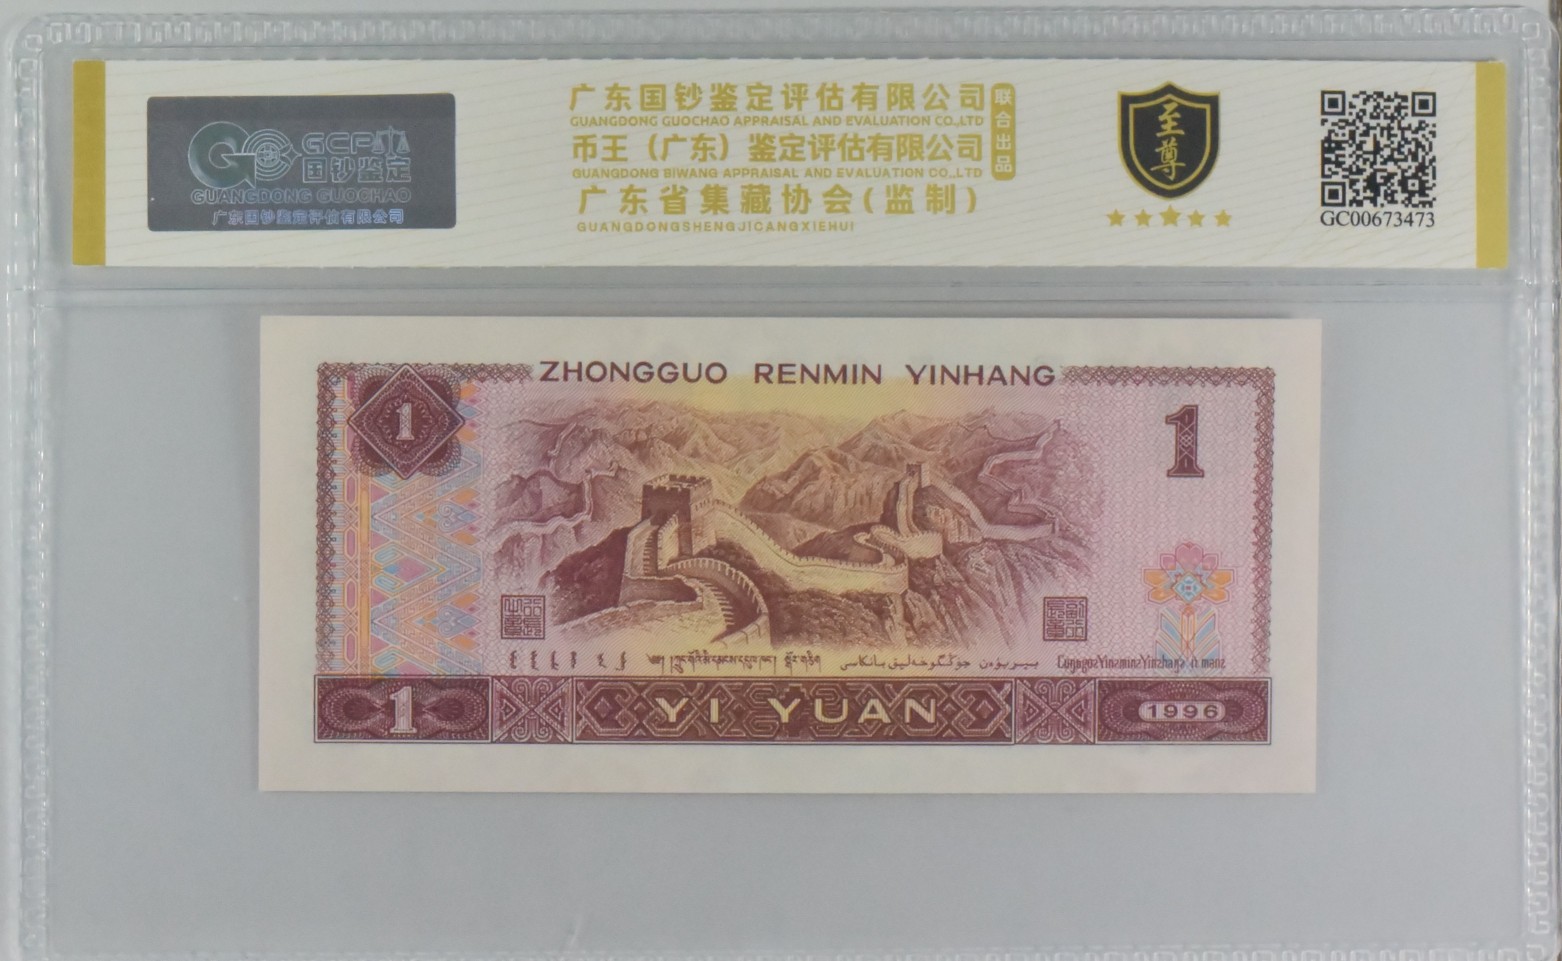 GCP
国钞鉴定
GUANGDONG GUOCHAO
广东国钞鉴定评估有限公司
广东国钞鉴定评估有限公司
GUANGDONG GUOCHAO APPRAISAL AND EVALUATION CO.,LTD
币王（广东）鉴定评估有限公司
GUANGDONG BIWANG APPRAISAL AND EVALUATION CO.,LTD
广东省集藏协会(监制)
GUANGDONGSHENGJICANGXIEHUI
联合出品
至尊
GC00673473
ZHONGGUO RENMIN YINHANG
1
1
1
YI YUAN
1996